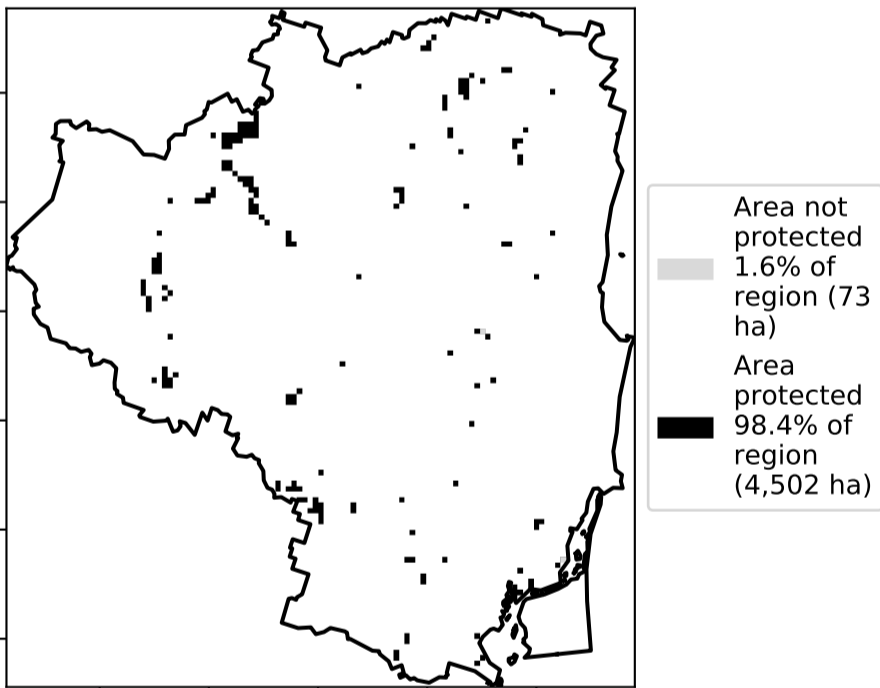 Area not
protected
1.6% of
region (73
ha)
Area
protected
98.4% of
region
(4,502 ha)